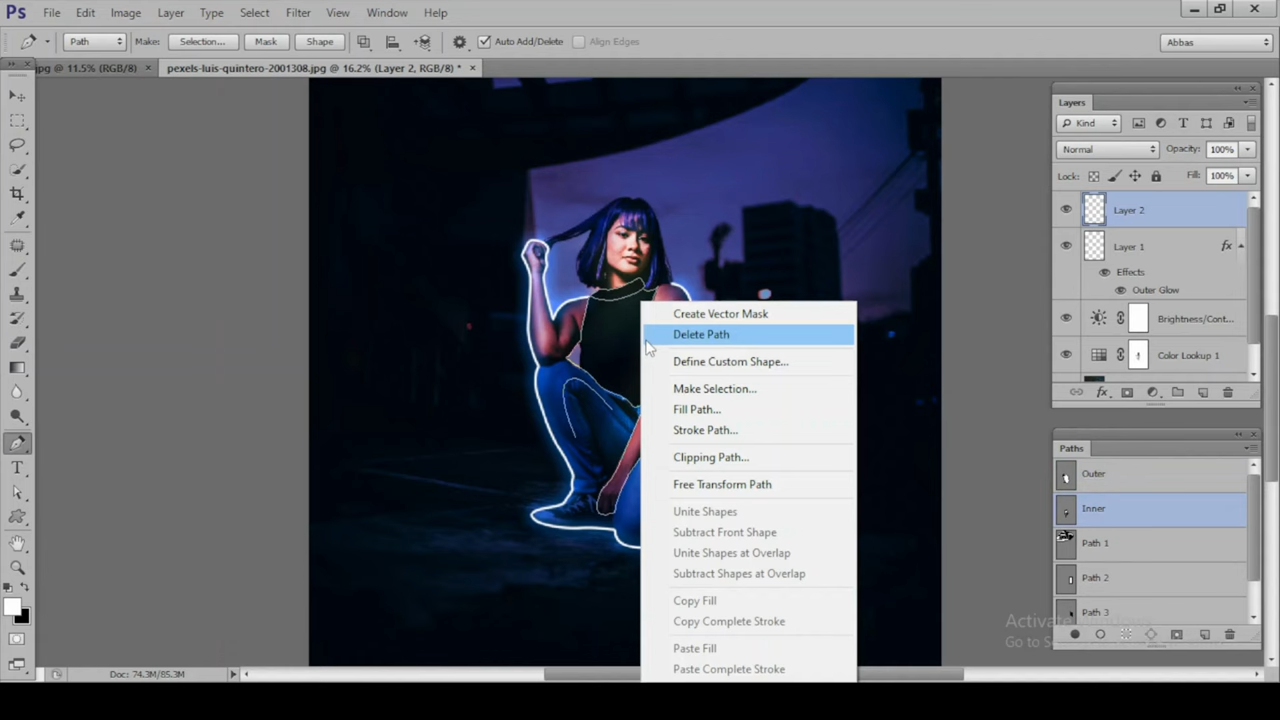 Ps File Edit Image Layer Type Select Filter View Window Help
Path Make: Selection... Mask Shape Auto Add/Delete Align Edges Abbas
.jpg @ 11.5% (RGB/8) × pexels-luis-quintero-2001308.jpg @ 16.2% (Layer 2, RGB/8) * ×
Layers
Kind
Normal Opacity: 100%
Lock: Fill: 100%
Layer 2
Layer 1 fx
Effects
Outer Glow
Brightness/Cont...
Color Lookup 1
fx
Create Vector Mask
Delete Path
Define Custom Shape...
Make Selection...
Fill Path...
Stroke Path...
Clipping Path...
Free Transform Path
Unite Shapes
Subtract Front Shape
Unite Shapes at Overlap
Subtract Shapes at Overlap
Copy Fill
Copy Complete Stroke
Paste Fill
Paste Complete Stroke
Paths
Outer
Inner
Path 1
Path 2
Path 3
Activate
Go to S
Doc: 74.3M/85.3M